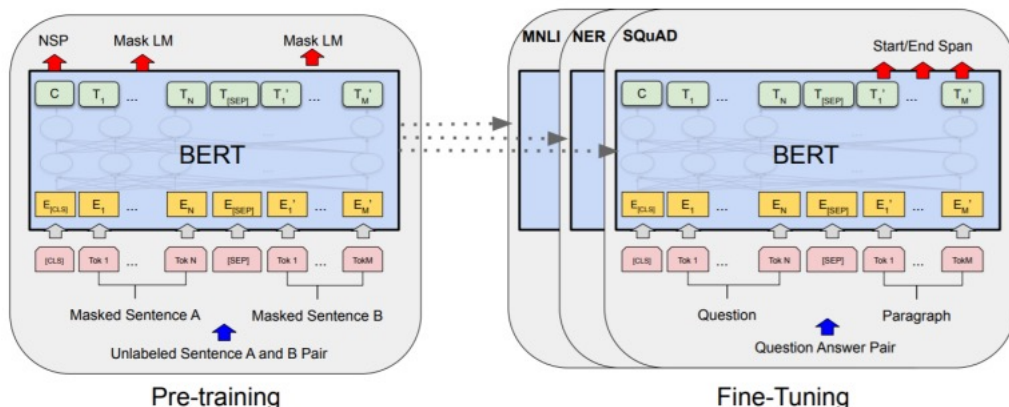 NSP Mask LM Mask LM
C T1 ... TN T[SEP] T1' ... TM'
BERT
E[CLS] E1 ... EN E[SEP] E1' ... EM'
[CLS] Tok 1 ... Tok N [SEP] Tok 1 ... TokM
Masked Sentence A Masked Sentence B
Unlabeled Sentence A and B Pair
Pre-training
MNLI NER SQuAD
Start/End Span
C T1 ... TN T[SEP] T1' ... TM'
BERT
E[CLS] E1 ... EN E[SEP] E1' ... EM'
[CLS] Tok 1 ... Tok N [SEP] Tok 1 ... TokM
Question Paragraph
Question Answer Pair
Fine-Tuning